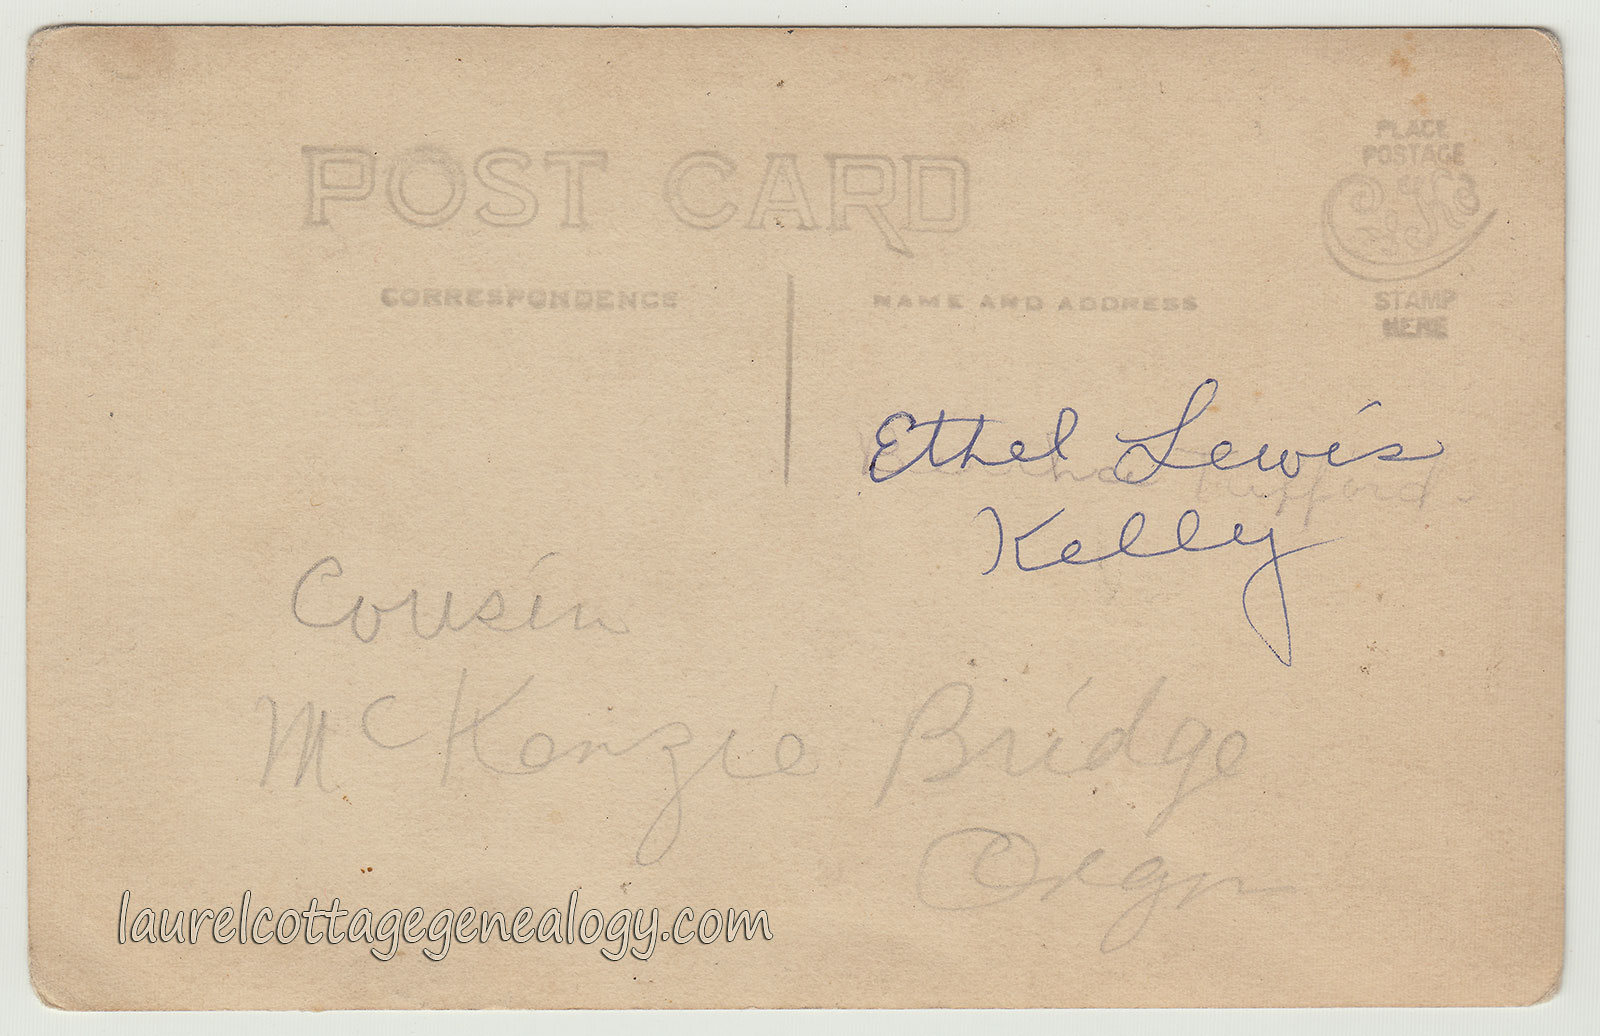 POST CARD
CORRESPONDENCE
NAME AND ADDRESS
PLACE
POSTAGE
STAMP
HERE
Ethel Lewis
Kelly
Cousin
McKenzie Bridge
Orgn
laurelcottagegenealogy.com